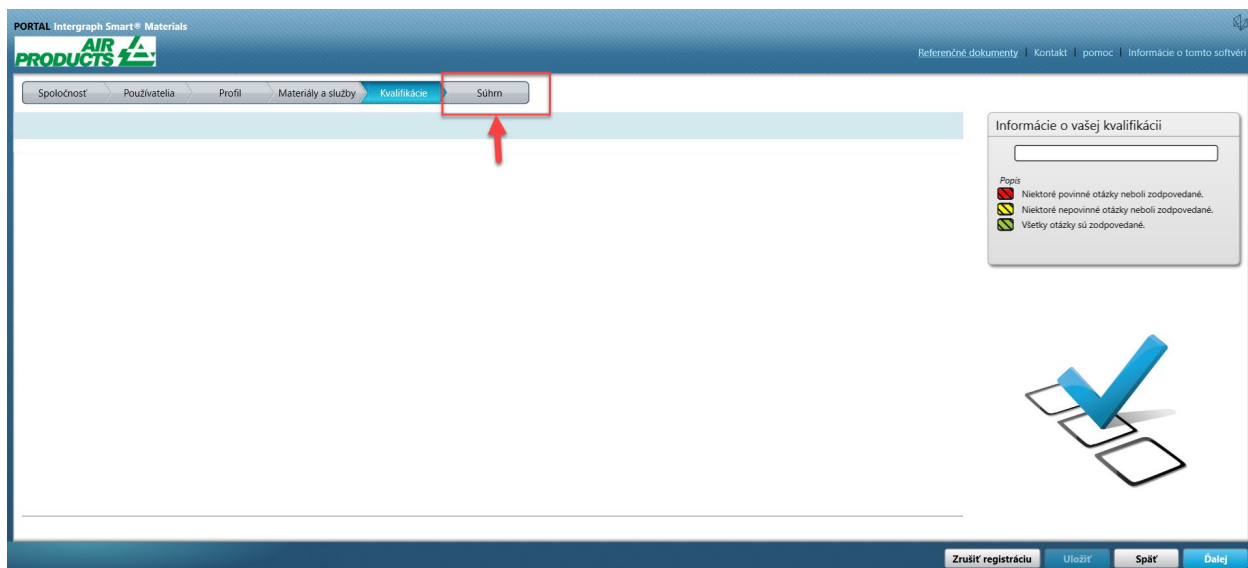 PORTAL Intergraph Smart® Materials
AIR
PRODUCTS
Referenčné dokumenty | Kontakt | pomoc | Informácie o tomto softvéri
Spoločnosť Používatelia Profil Materiály a služby Kvalifikácie Súhrn
Informácie o vašej kvalifikácii
Popis
Niektoré povinné otázky neboli zodpovedané.
Niektoré nepovinné otázky neboli zodpovedané.
Všetky otázky sú zodpovedané.
Zrušiť registráciu Uložiť Späť Ďalej